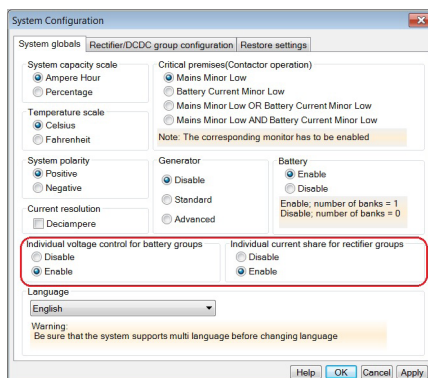 System Configuration
System globals
Rectifier/DCDC group configuration
Restore settings
System capacity scale
Ampere Hour
Percentage
Critical premises(Contactor operation)
Mains Minor Low
Battery Current Minor Low
Mains Minor Low OR Battery Current Minor Low
Mains Minor Low AND Battery Current Minor Low
Note: The corresponding monitor has to be enabled
Temperature scale
Celsius
Fahrenheit
System polarity
Positive
Negative
Generator
Disable
Standard
Advanced
Battery
Enable
Disable
Enable; number of banks = 1
Disable; number of banks = 0
Current resolution
Deciampere
Individual voltage control for battery groups
Disable
Enable
Individual current share for rectifier groups
Disable
Enable
Language
English
Warning:
Be sure that the system supports multi language before changing language
Help
OK
Cancel
Apply